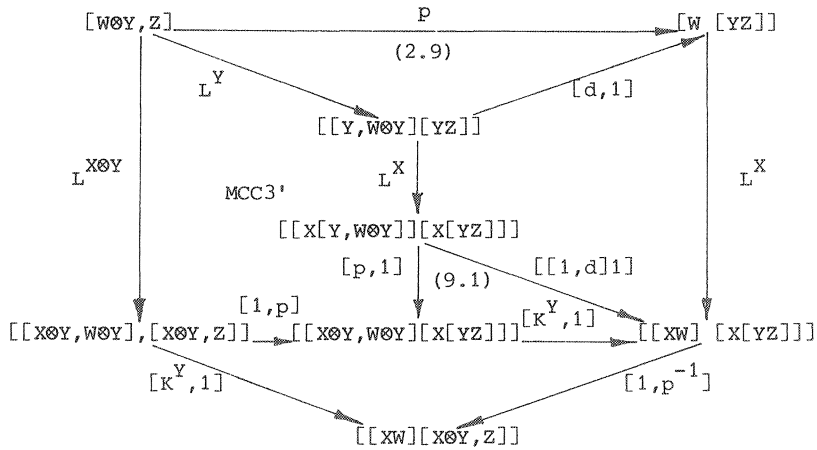 p
[W⊗Y,Z] [W [YZ]]
(2.9)
L^Y [d,1]
[[Y,W⊗Y][YZ]]
L^X⊗Y L^X L^X
MCC3'
[[X[Y,W⊗Y]][X[YZ]]]
[p,1] (9.1) [[1,d]1]
[1,p] [K^Y,1]
[[X⊗Y,W⊗Y],[X⊗Y,Z]] [[X⊗Y,W⊗Y][X[YZ]]] [[XW] [X[YZ]]]
[K^Y,1] [1,p^-1]
[[XW][X⊗Y,Z]]